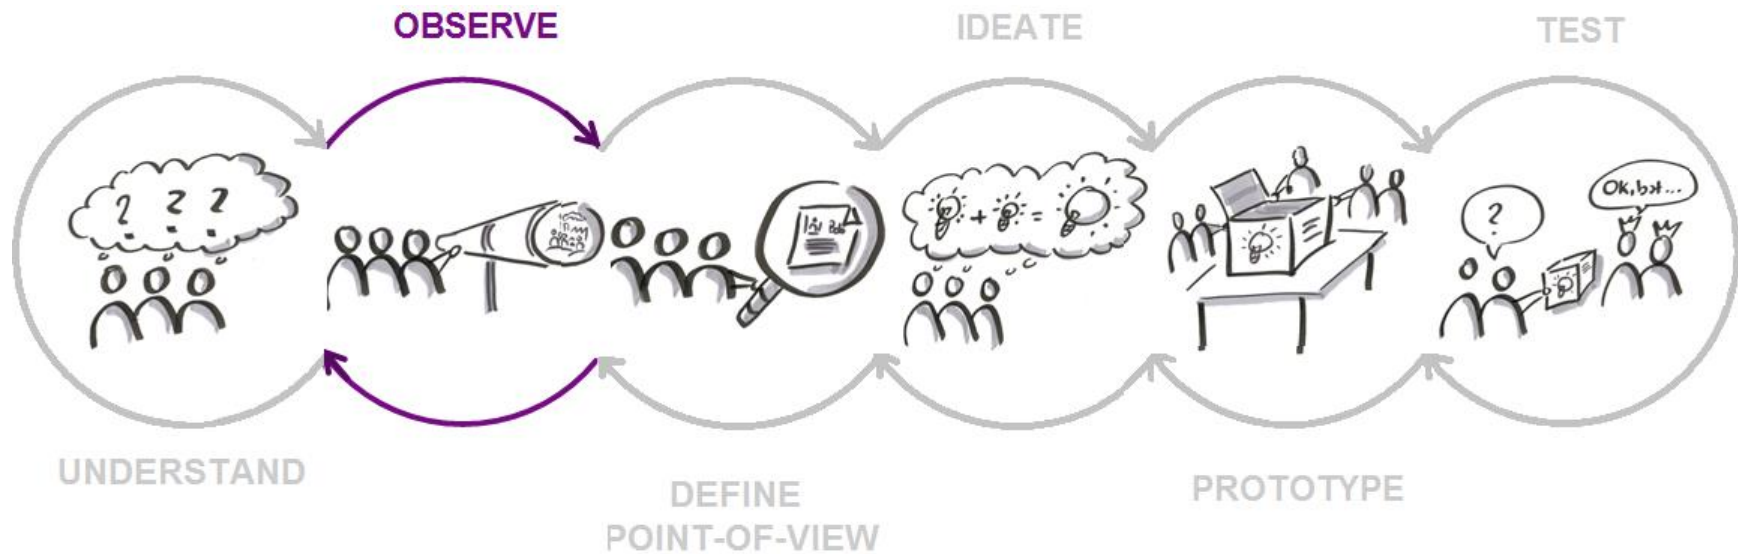 OBSERVE
IDEATE
TEST
? ? ?
+ =
?
Ok, but...
UNDERSTAND
DEFINE
POINT-OF-VIEW
PROTOTYPE